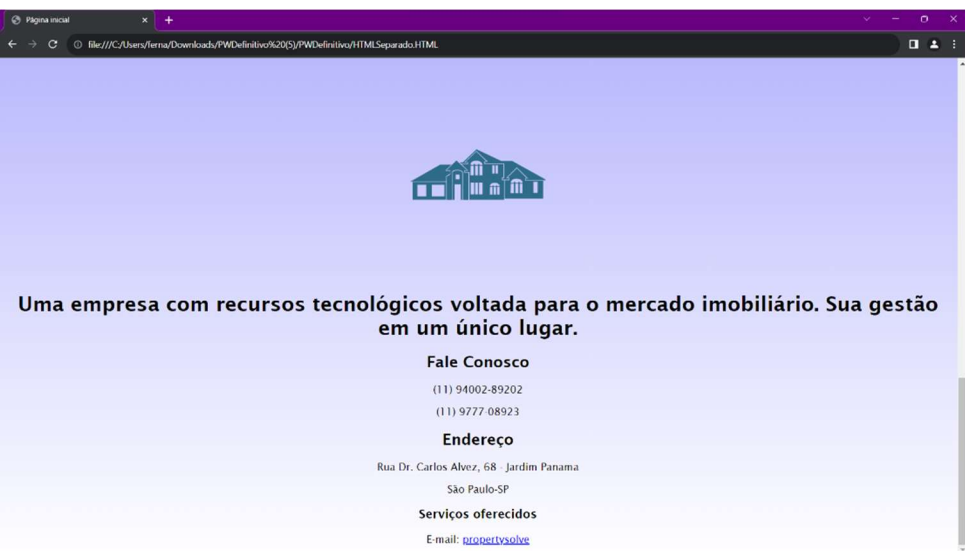 Página inicial
file:///C:/Users/ferna/Downloads/PWDefinitivo%20(5)/PWDefinitivo/HTMLSeparado.HTML
Uma empresa com recursos tecnológicos voltada para o mercado imobiliário. Sua gestão
em um único lugar.
Fale Conosco
(11) 94002-89202
(11) 9777-08923
Endereço
Rua Dr. Carlos Alvez, 68 - Jardim Panama
São Paulo-SP
Serviços oferecidos
E-mail: propertysolve